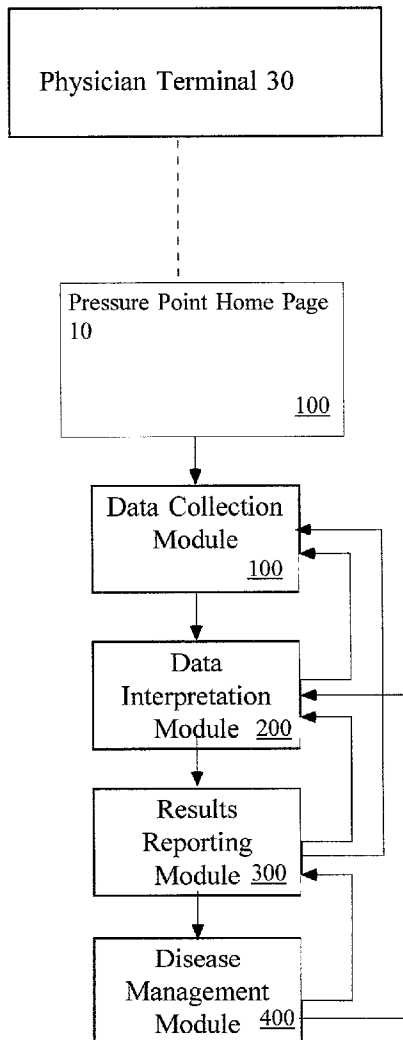 Physician Terminal 30
Pressure Point Home Page
10
100
Data Collection
Module
100
Data
Interpretation
Module 200
Results
Reporting
Module 300
Disease
Management
Module 400